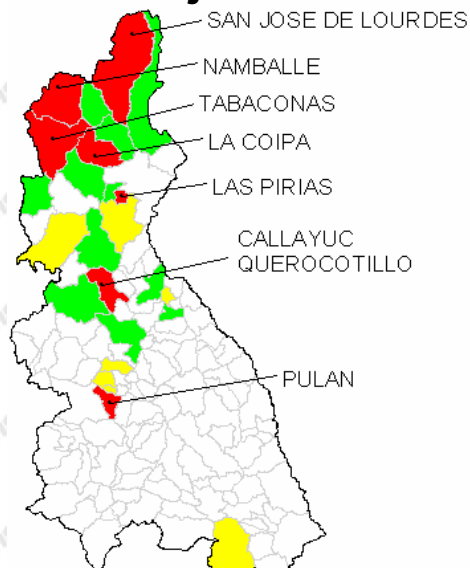 SAN JOSE DE LOURDES
NAMBALLE
TABACONAS
LA COIPA
LAS PIRIAS
CALLAYUC
QUEROCOTILLO
PULAN